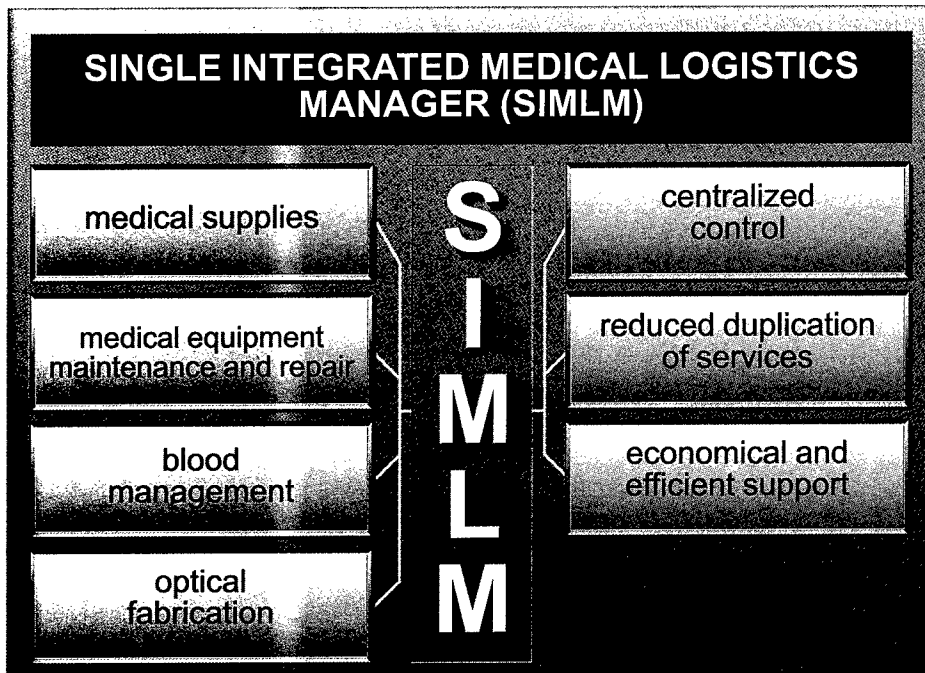 SINGLE INTEGRATED MEDICAL LOGISTICS
MANAGER (SIMLM)
medical supplies
medical equipment
maintenance and repair
blood
management
optical
fabrication
S
I
M
L
M
centralized
control
reduced duplication
of services
economical and
efficient support